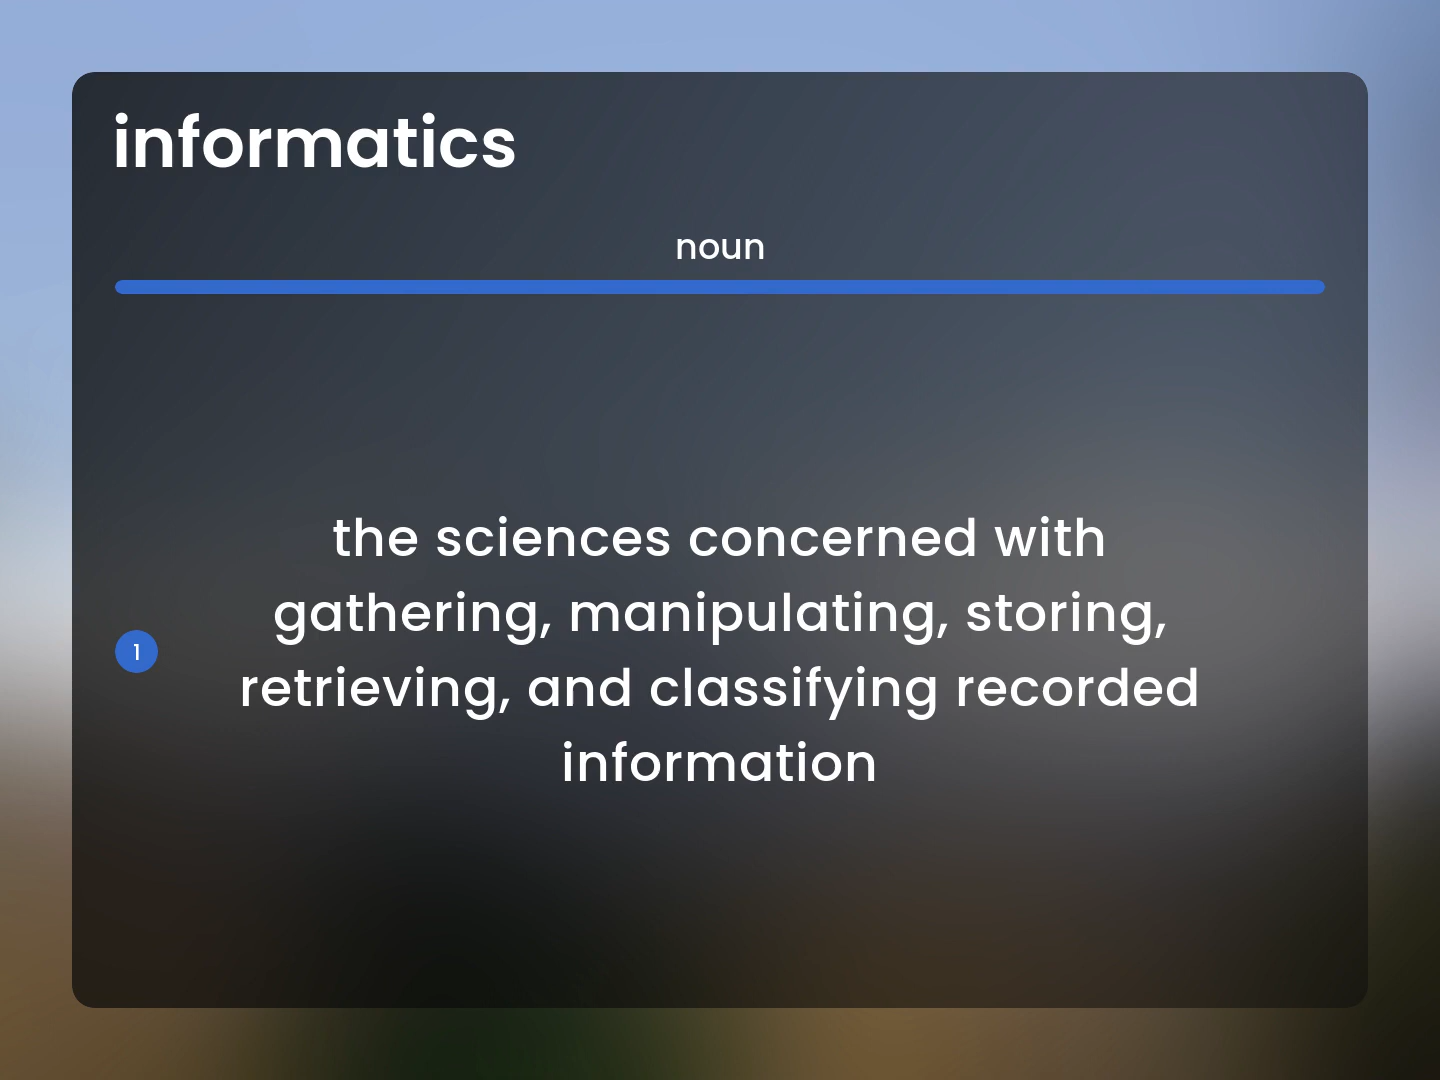 informatics
noun
the sciences concerned with
gathering, manipulating, storing,
1
retrieving, and classifying recorded
information